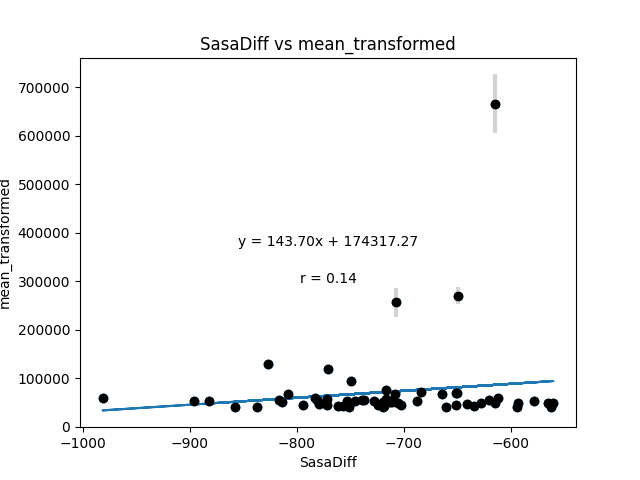 SasaDiff vs mean_transformed
700000
600000
500000
400000
300000
200000
100000
0
mean_transformed
y = 143.70x + 174317.27
r = 0.14
−1000
−900
−800
−700
−600
SasaDiff